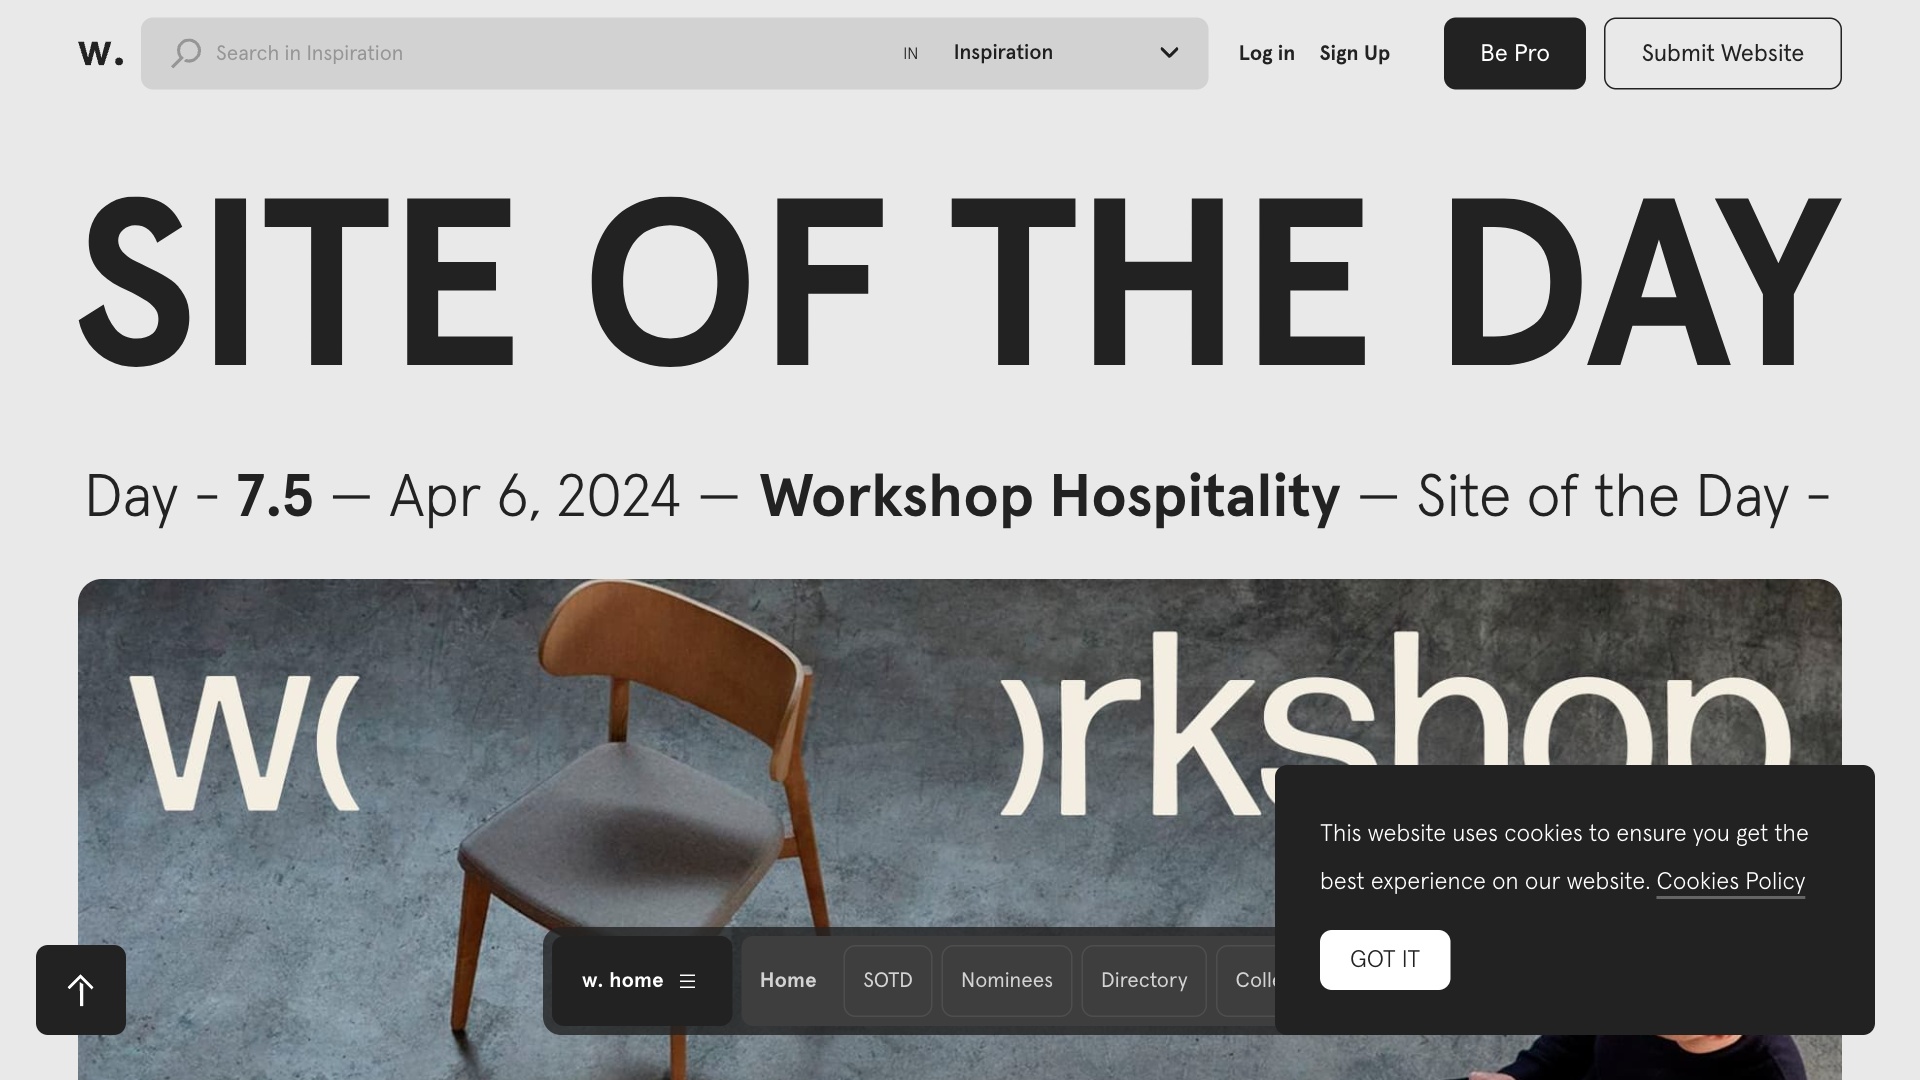 w.
Search in Inspiration
IN
Inspiration
Log in
Sign Up
Be Pro
Submit Website
SITE OF THE DAY
Day - 7.5 — Apr 6, 2024 — Workshop Hospitality — Site of the Day -
w( )rkshop
This website uses cookies to ensure you get the
best experience on our website. Cookies Policy
GOT IT
w. home
Home
SOTD
Nominees
Directory